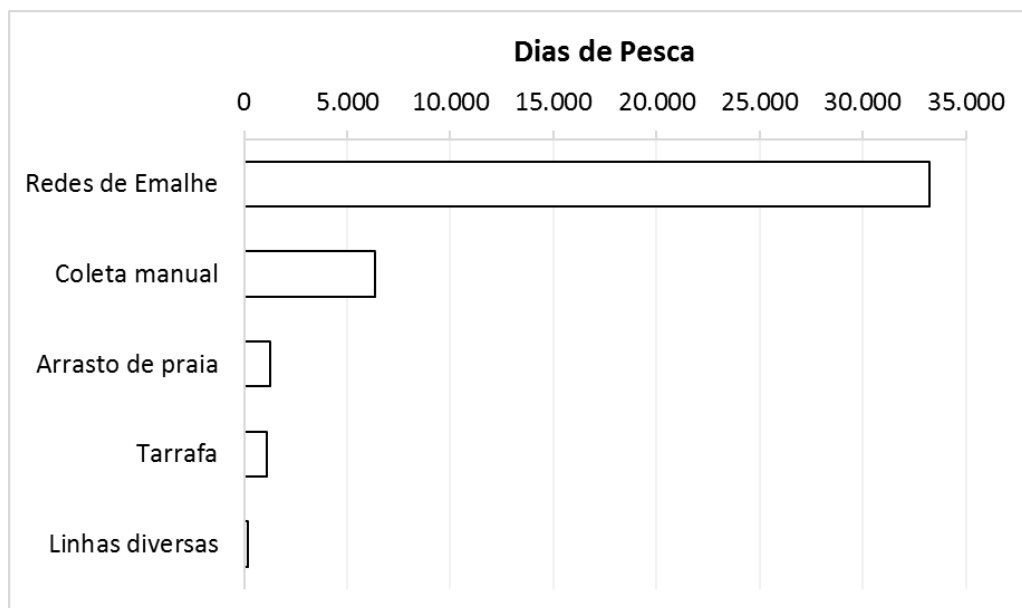 Dias de Pesca
0 5.000 10.000 15.000 20.000 25.000 30.000 35.000
Redes de Emalhe
Coleta manual
Arrasto de praia
Tarrafa
Linhas diversas